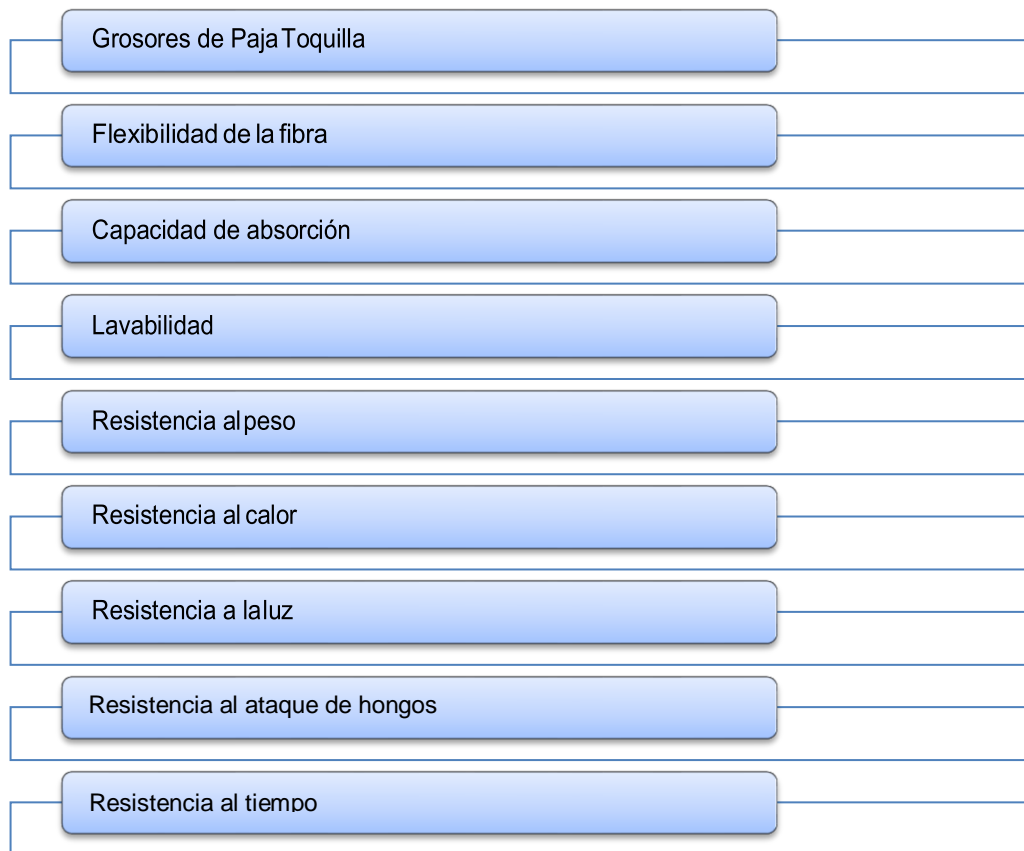 Grosores de Paja Toquilla
Flexibilidad de la fibra
Capacidad de absorción
Lavabilidad
Resistencia al peso
Resistencia al calor
Resistencia a la luz
Resistencia al ataque de hongos
Resistencia al tiempo